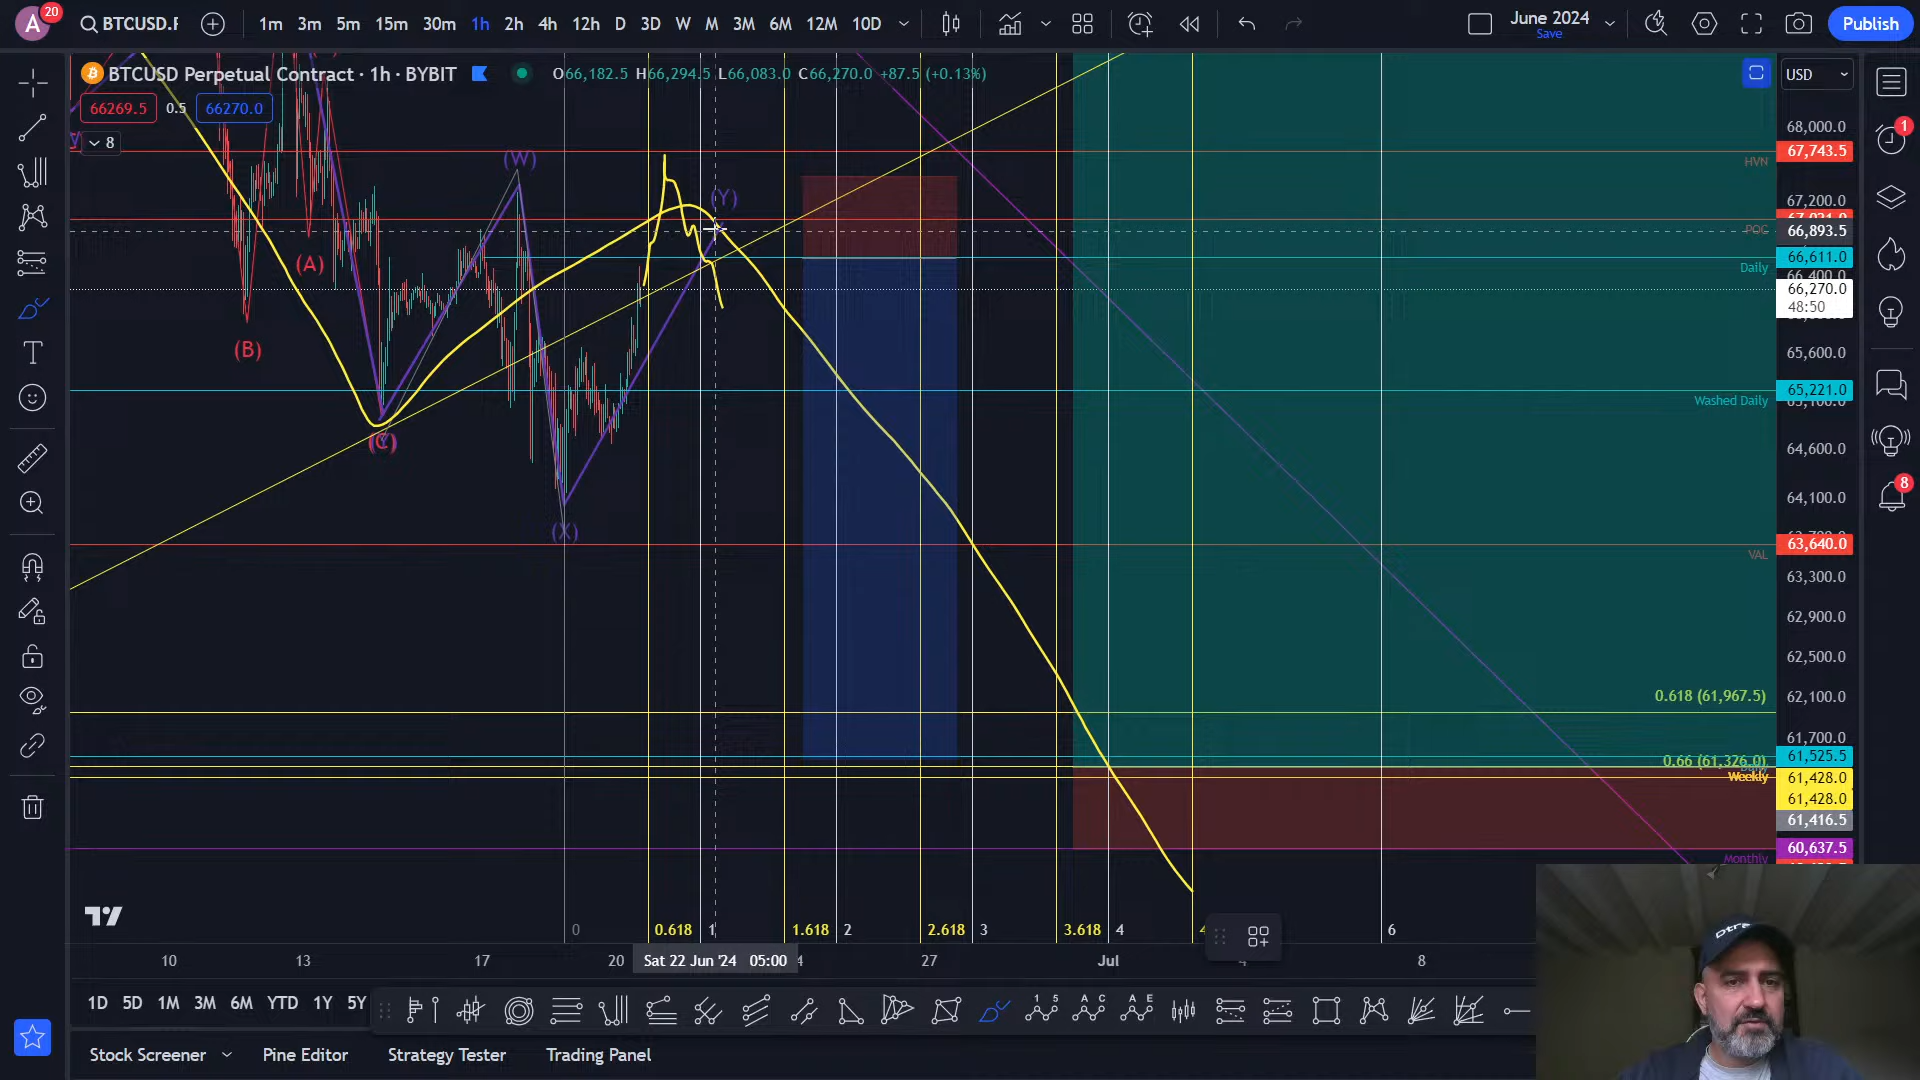 A
20
BTCUSD.F
1m 3m 5m 15m 30m 1h 2h 4h 12h D 3D W M 3M 6M 12M 10D
June 2024
Save
Publish
BTCUSD Perpetual Contract · 1h · BYBIT
O66,182.5 H66,294.5 L66,083.0 C66,270.0 +87.5 (+0.13%)
USD
66269.5 0.5 66270.0
8
68,000.0
1
67,743.5
HVN
(W)
67,200.0
(Y)
POC
66,893.5
66,611.0
Daily
66,400.0
66,270.0
48:50
(A)
(B)
65,600.0
65,221.0
Washed Daily
(C)
64,600.0
8
64,100.0
(X)
63,640.0
VAL
63,300.0
62,900.0
62,500.0
62,100.0
0.618 (61,967.5)
61,700.0
61,525.5
0.66 (61,326.0)
Weekly
61,428.0
61,428.0
61,416.5
60,637.5
Monthly
0 0.618 1 1.618 2 2.618 3 3.618 4 6
10 13 17 20 Sat 22 Jun '24 05:00 27 Jul 4 8
1D 5D 1M 3M 6M YTD 1Y 5Y
Stock Screener Pine Editor Strategy Tester Trading Panel